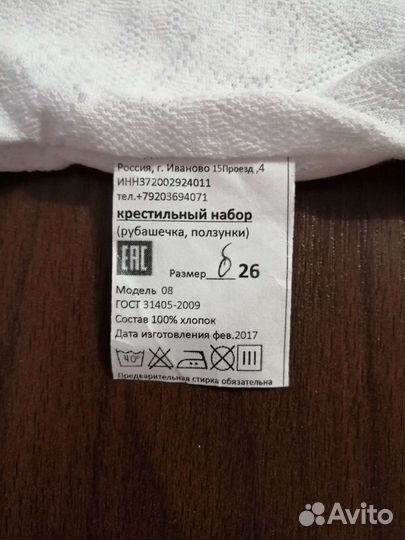 Россия, г. Иваново 15Проезд ,4
ИНН372002924011
тел.+79203694071
крестильный набор
(рубашечка, ползунки)
EAC
Размер 26
Модель 08
ГОСТ 31405-2009
Состав 100% хлопок
Дата изготовления фев.2017
40°
Предварительная стирка обязательна
Avito